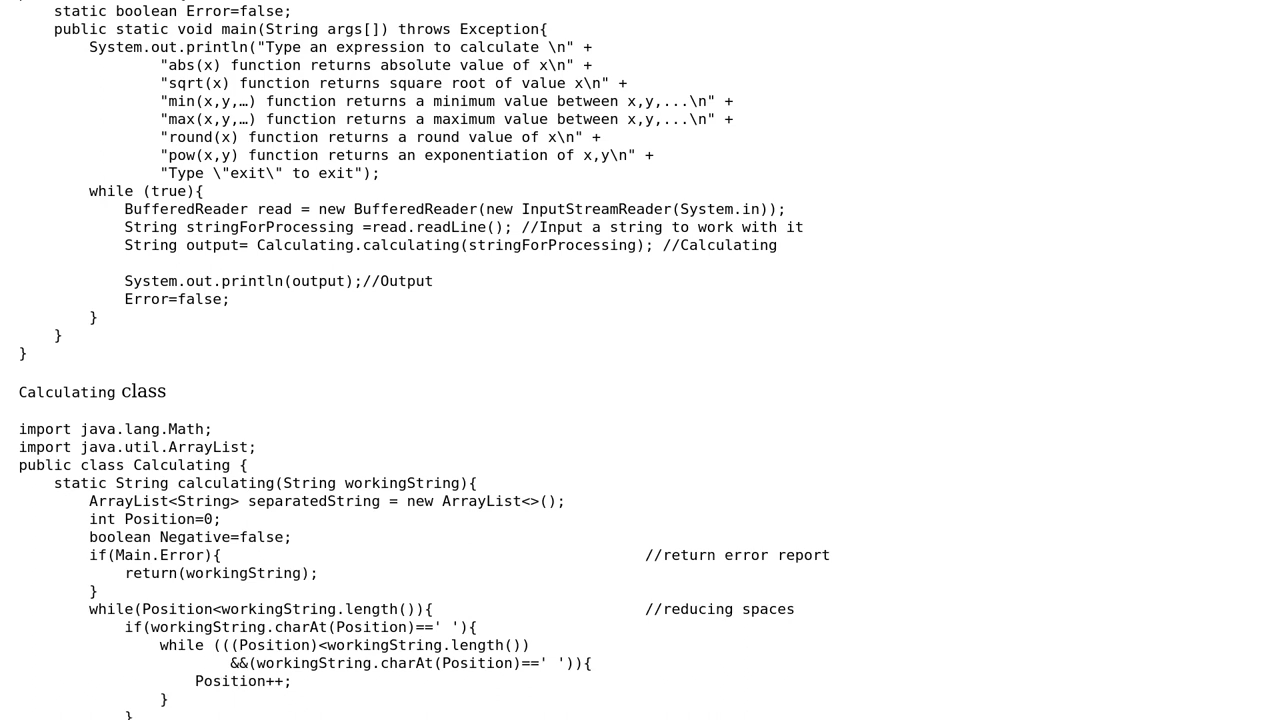 static boolean Error=false;
    public static void main(String args[]) throws Exception{
        System.out.println("Type an expression to calculate \n" +
                "abs(x) function returns absolute value of x\n" +
                "sqrt(x) function returns square root of value x\n" +
                "min(x,y,…) function returns a minimum value between x,y,...\n" +
                "max(x,y,…) function returns a maximum value between x,y,...\n" +
                "round(x) function returns a round value of x\n" +
                "pow(x,y) function returns an exponentiation of x,y\n" +
                "Type \"exit\" to exit");
        while (true){
            BufferedReader read = new BufferedReader(new InputStreamReader(System.in));
            String stringForProcessing =read.readLine(); //Input a string to work with it
            String output= Calculating.calculating(stringForProcessing); //Calculating

            System.out.println(output);//Output
            Error=false;
        }
    }
}

Calculating class

import java.lang.Math;
import java.util.ArrayList;
public class Calculating {
    static String calculating(String workingString){
        ArrayList<String> separatedString = new ArrayList<>();
        int Position=0;
        boolean Negative=false;
        if(Main.Error){                                                //return error report
            return(workingString);
        }
        while(Position<workingString.length()){                        //reducing spaces
            if(workingString.charAt(Position)==' '){
                while (((Position)<workingString.length())
                        &&(workingString.charAt(Position)==' ')){
                    Position++;
                }
            }